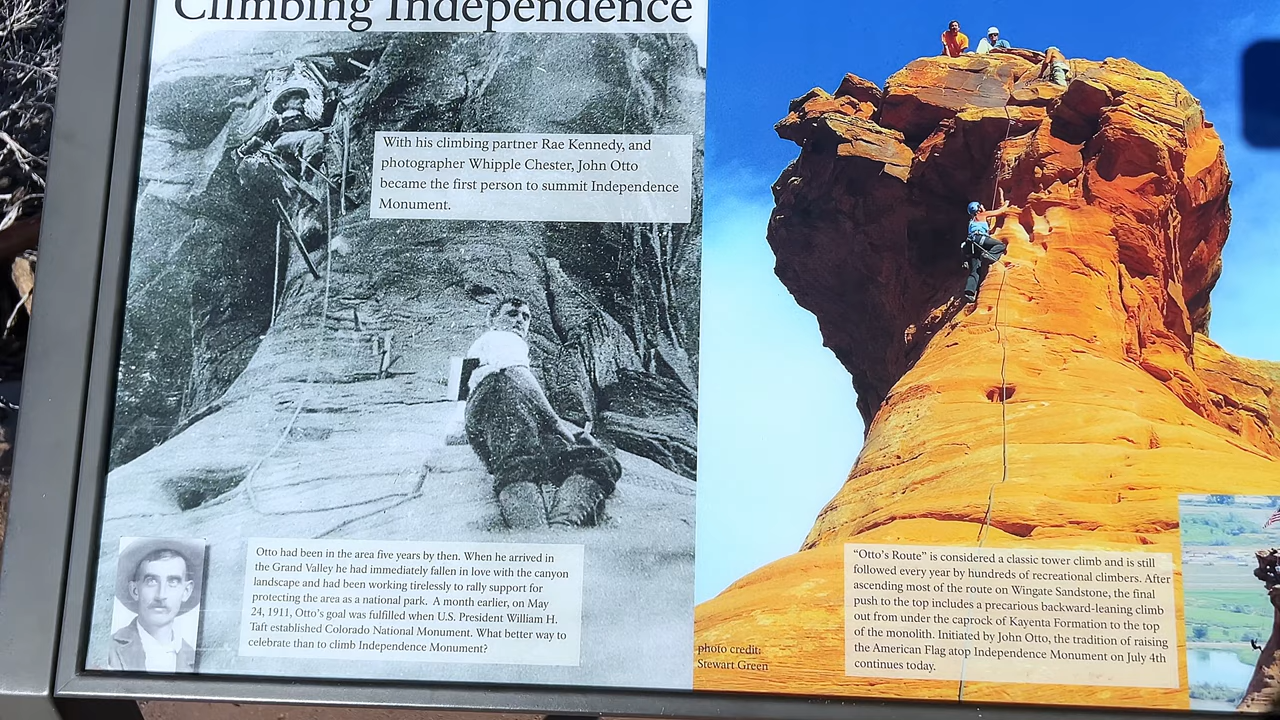 Climbing Independence
With his climbing partner Rae Kennedy, and
photographer Whipple Chester, John Otto
became the first person to summit Independence
Monument.
Otto had been in the area five years by then. When he arrived in
the Grand Valley he had immediately fallen in love with the canyon
landscape and had been working tirelessly to rally support for
protecting the area as a national park. A month earlier, on May
24, 1911, Otto's goal was fulfilled when U.S. President William H.
Taft established Colorado National Monument. What better way to
celebrate than to climb Independence Monument?
photo credit:
Stewart Green
“Otto's Route” is considered a classic tower climb and is still
followed every year by hundreds of recreational climbers. After
ascending most of the route on Wingate Sandstone, the final
push to the top includes a precarious backward-leaning climb
out from under the caprock of Kayenta Formation to the top
of the monolith. Initiated by John Otto, the tradition of raising
the American Flag atop Independence Monument on July 4th
continues today.